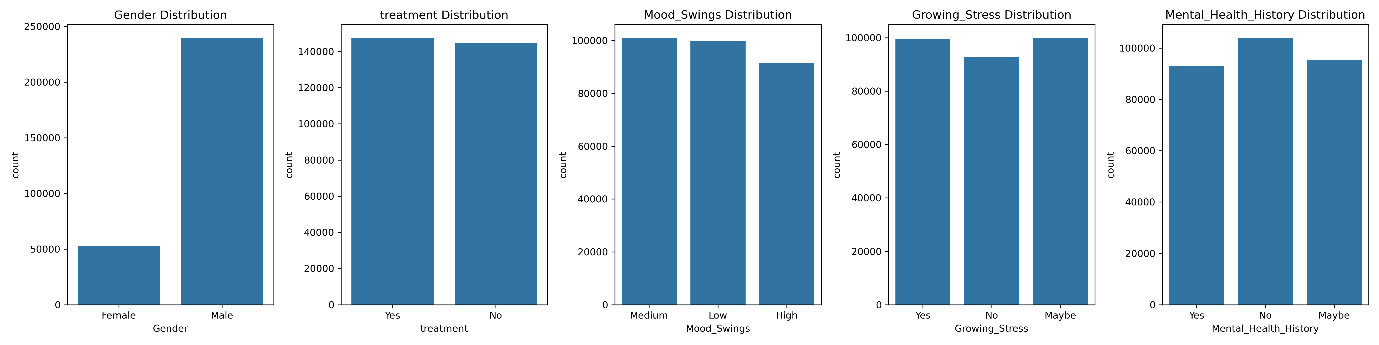 Gender Distribution
250000
200000
150000
100000
50000
0
count
Female Male
Gender
treatment Distribution
140000
120000
100000
80000
60000
40000
20000
0
count
Yes No
treatment
Mood_Swings Distribution
100000
80000
60000
40000
20000
0
count
Medium Low High
Mood_Swings
Growing_Stress Distribution
100000
80000
60000
40000
20000
0
count
Yes No Maybe
Growing_Stress
Mental_Health_History Distribution
100000
80000
60000
40000
20000
0
count
Yes No Maybe
Mental_Health_History